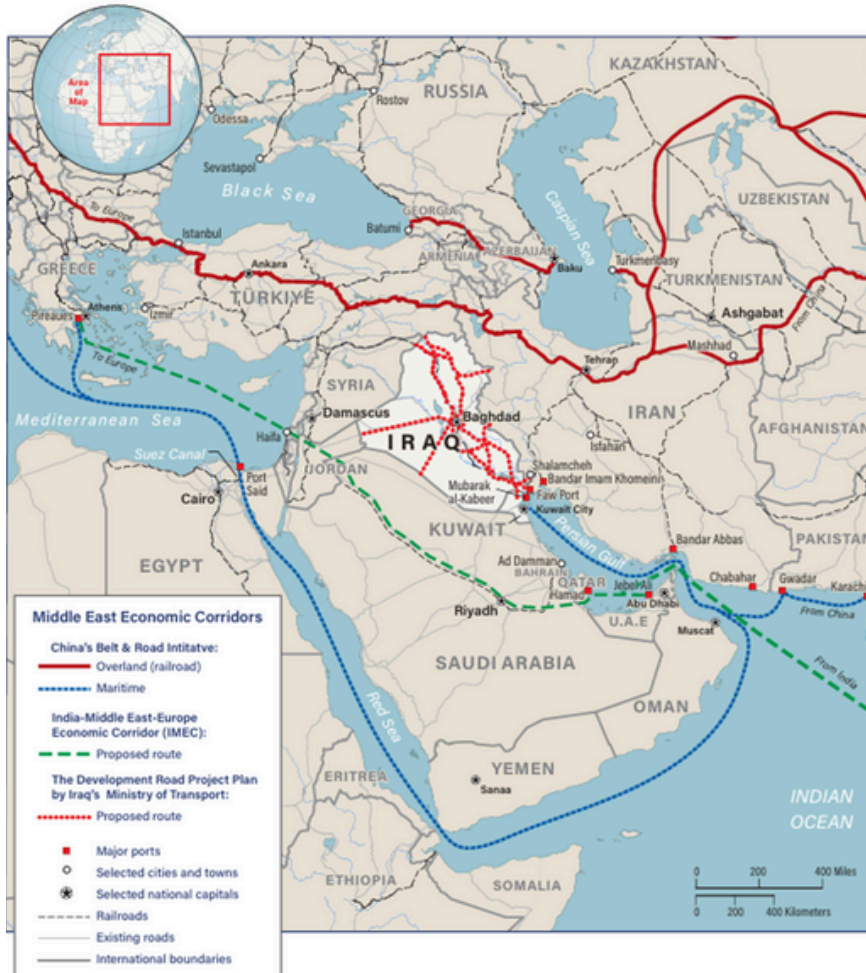 Area
of
Map
KAZAKHSTAN
RUSSIA
Rostov
Odessa
Sevastapol
Black Sea
Caspian Sea
UZBEKISTAN
To Europe
Istanbul
Batumi
GEORGIA
ARMENIA
AZERBAIJAN
Baku
Turkmenbasy
TURKMENISTAN
GREECE
Ankara
TÜRKIYE
Ashgabat
From China
Pireaues
Athens
Izmir
Mashhad
To Europe
Tehran
SYRIA
IRAN
Damascus
Baghdad
AFGHANISTAN
Mediterranean Sea
Haifa
IRAQ
Isfahan
Suez Canal
JORDAN
Shalamcheh
Port
Said
Mubarak
al-Kabeer
Bandar Imam Khomeini
Faw Port
Cairo
Kuwait City
KUWAIT
Persian Gulf
Bandar Abbas
PAKISTAN
EGYPT
Ad Damman
BAHRAIN
Chabahar
Gwadar
Karachi
QATAR
Hamad
Jebel Ali
Riyadh
Abu Dhabi
From China
U.A.E
Muscat
SAUDI ARABIA
From India
OMAN
Red Sea
YEMEN
ERITREA
Sanaa
INDIAN
OCEAN
ETHIOPIA
SOMALIA
0 200 400 Miles
0 200 400 Kilometers
Middle East Economic Corridors
China's Belt & Road Intitatve:
Overland (railroad)
Maritime
India-Middle East-Europe
Economic Corridor (IMEC):
Proposed route
The Development Road Project Plan
by Iraq's Ministry of Transport:
Proposed route
Major ports
Selected cities and towns
Selected national capitals
Railroads
Existing roads
International boundaries